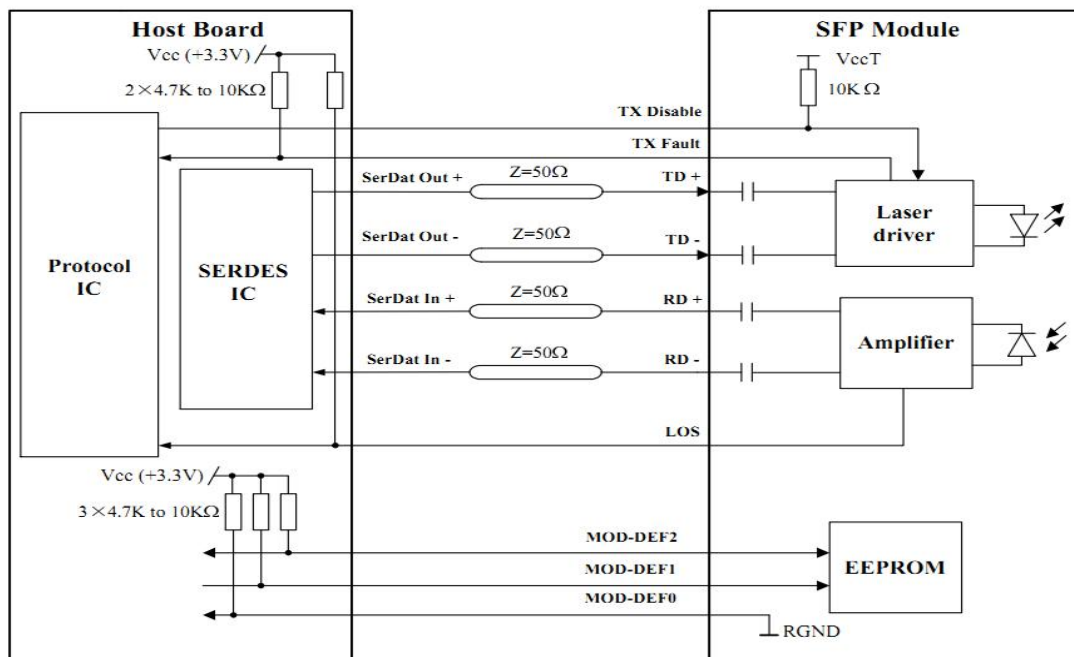 Host Board
SFP Module
Vcc (+3.3V)
VccT
2×4.7K to 10KΩ
10K Ω
TX Disable
TX Fault
SerDat Out +
Z=50Ω
TD +
Laser
driver
SerDat Out -
Z=50Ω
TD -
Protocol
IC
SERDES
IC
SerDat In +
Z=50Ω
RD +
Amplifier
SerDat In -
Z=50Ω
RD -
LOS
Vcc (+3.3V)
3×4.7K to 10KΩ
MOD-DEF2
EEPROM
MOD-DEF1
MOD-DEF0
RGND